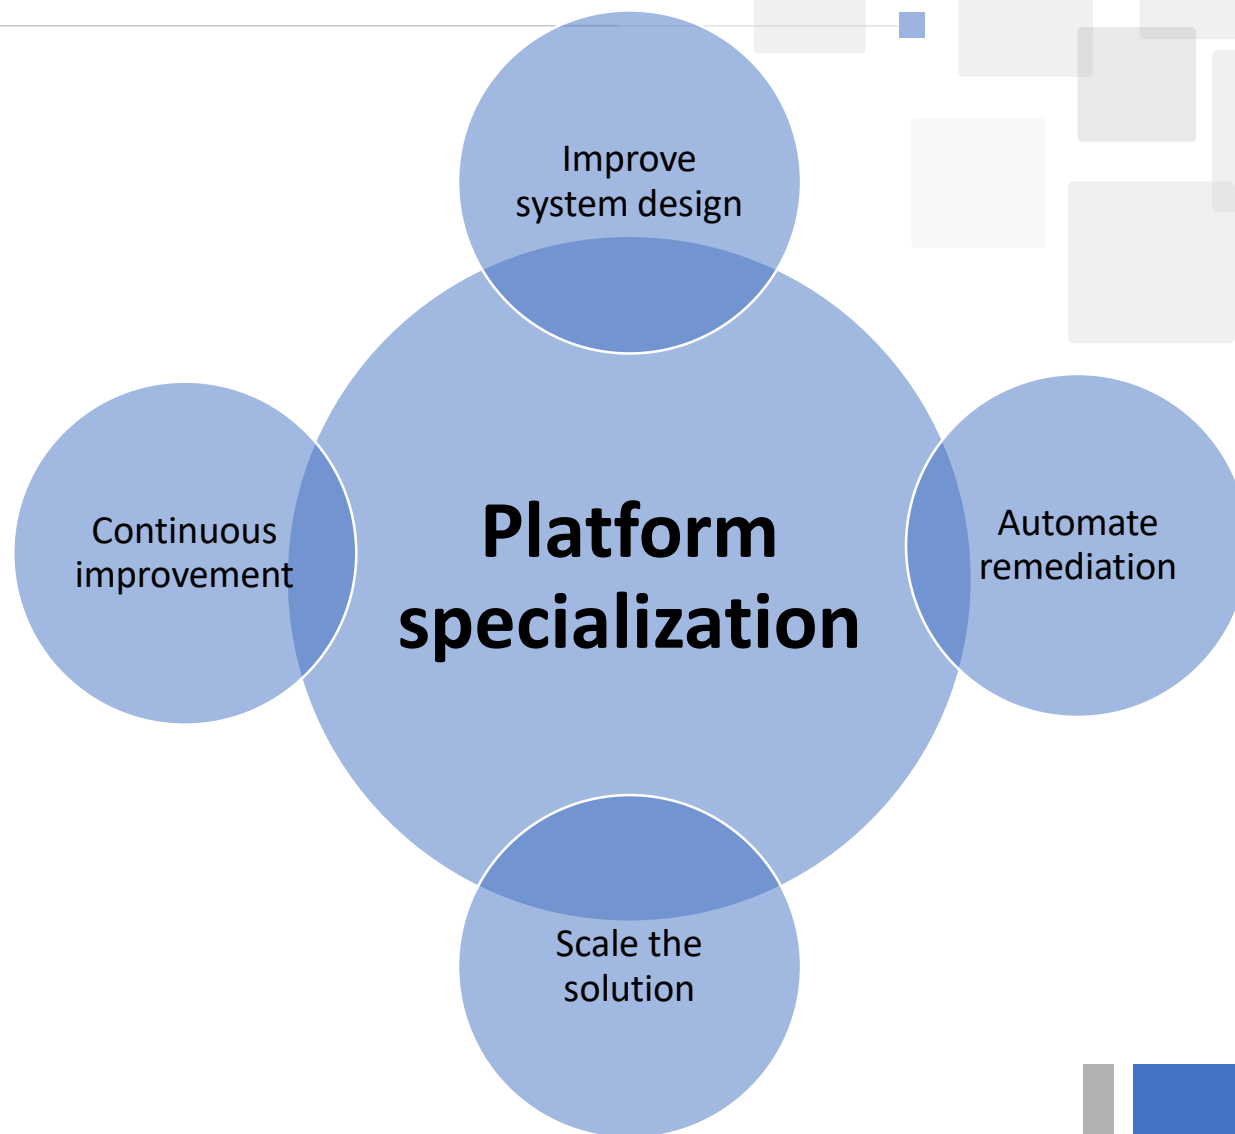 Improve
system design
Continuous
improvement
Platform
specialization
Automate
remediation
Scale the
solution